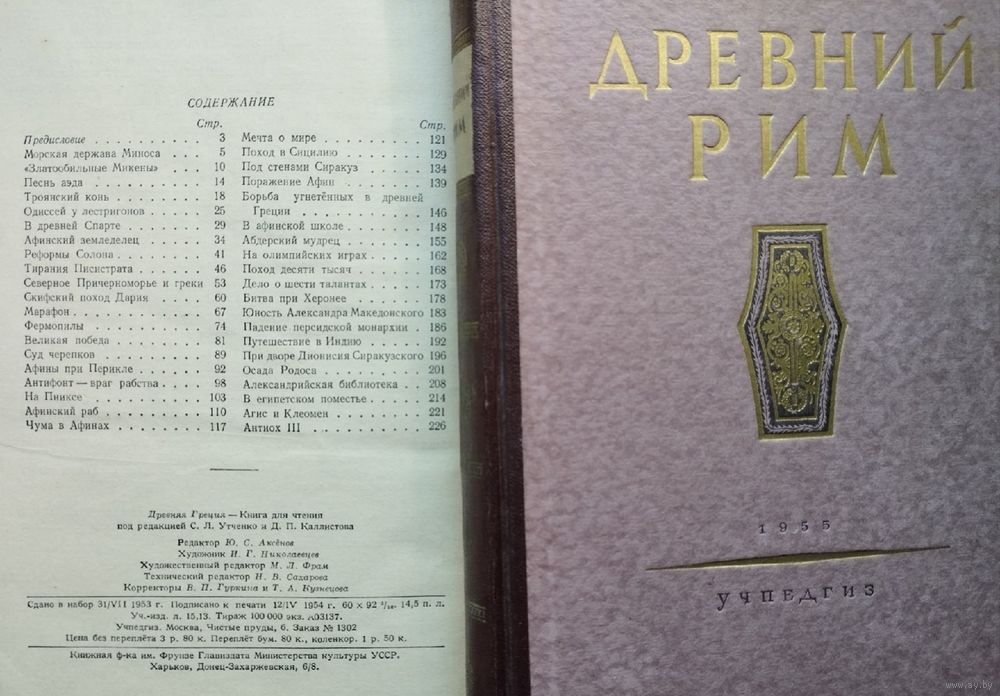 СОДЕРЖАНИЕ
Стр.
Предисловие . . . . . . . . . . 3
Морская держава Миноса . . . 5
«Златообильные Микены» . . . 10
Песнь аэда . . . . . . . . . . 14
Троянский конь . . . . . . . . 18
Одиссей у лестригонов . . . . . 25
В древней Спарте . . . . . . . 29
Афинский земледелец . . . . . 34
Реформы Солона . . . . . . . . 41
Тирания Писистрата . . . . . . 46
Северное Причерноморье и греки 53
Скифский поход Дария . . . . 60
Марафон . . . . . . . . . . . 67
Фермопилы . . . . . . . . . . 74
Великая победа . . . . . . . . 81
Суд черепков . . . . . . . . . 89
Афины при Перикле . . . . . . 92
Антифонт — враг рабства . . . . 98
На Пниксе . . . . . . . . . . 103
Афинский раб . . . . . . . . . 110
Чума в Афинах . . . . . . . . 117
Стр.
Мечта о мире . . . . . . . . . 121
Поход в Сицилию . . . . . . . 129
Под стенами Сиракуз . . . . . 134
Поражение Афин . . . . . . . 139
Борьба угнетённых в древней
Греции . . . . . . . . . . . 146
В афинской школе . . . . . . . 148
Абдерский мудрец . . . . . . . 155
На олимпийских играх . . . . . 162
Поход десяти тысяч . . . . . . 168
Дело о шести талантах . . . . . 173
Битва при Херонее . . . . . . 178
Юность Александра Македонского 183
Падение персидской монархии . 186
Путешествие в Индию . . . . . 192
При дворе Дионисия Сиракузского 196
Осада Родоса . . . . . . . . . 201
Александрийская библиотека . . 208
В египетском поместье . . . . . 214
Агис и Клеомен . . . . . . . . 221
Антиох III . . . . . . . . . . 226
Древняя Греция — Книга для чтения
под редакцией С. Л. Утченко и Д. П. Каллистова
Редактор Ю. С. Аксёнов
Художник И. Г. Николаевцев
Художественный редактор М. Л. Фрам
Технический редактор Н. В. Сахарова
Корректоры В. П. Гуркина и Т. А. Кузнецова
Сдано в набор 31/VII 1953 г. Подписано к печати 12/IV 1954 г. 60 х 92 1/16. 14,5 п. л.
Уч.-изд. л. 15,13. Тираж 100 000 экз. А03137.
Учпедгиз. Москва, Чистые пруды, 6. Заказ № 1302
Цена без переплёта 3 р. 80 к. Переплёт бум. 80 к., коленкор. 1 р. 50 к.
Книжная ф-ка им. Фрунзе Главиздата Министерства культуры УССР.
Харьков, Донец-Захаржевская, 6/8.
ДРЕВНИЙ
РИМ
1955
УЧПЕДГИЗ
www.ay.by